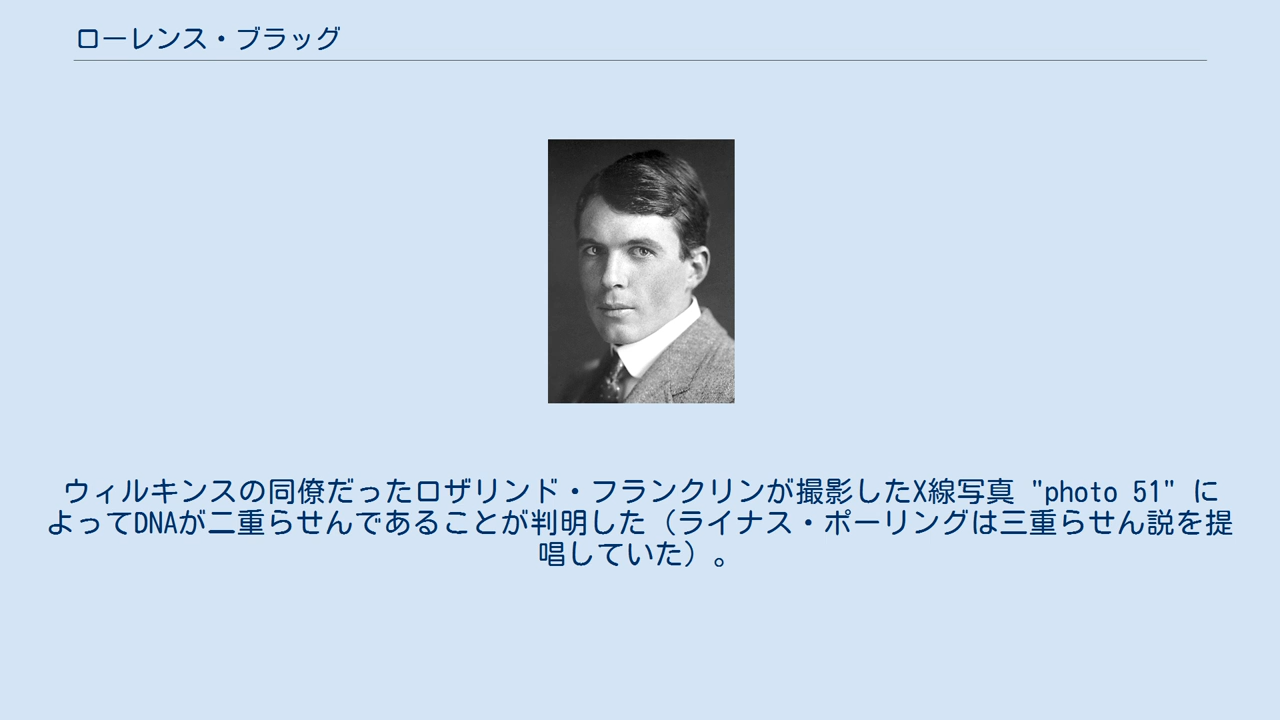 ローレンス・ブラッグ
ウィルキンスの同僚だったロザリンド・フランクリンが撮影したX線写真 "photo 51" に
よってDNAが二重らせんであることが判明した（ライナス・ポーリングは三重らせん説を提
唱していた）。